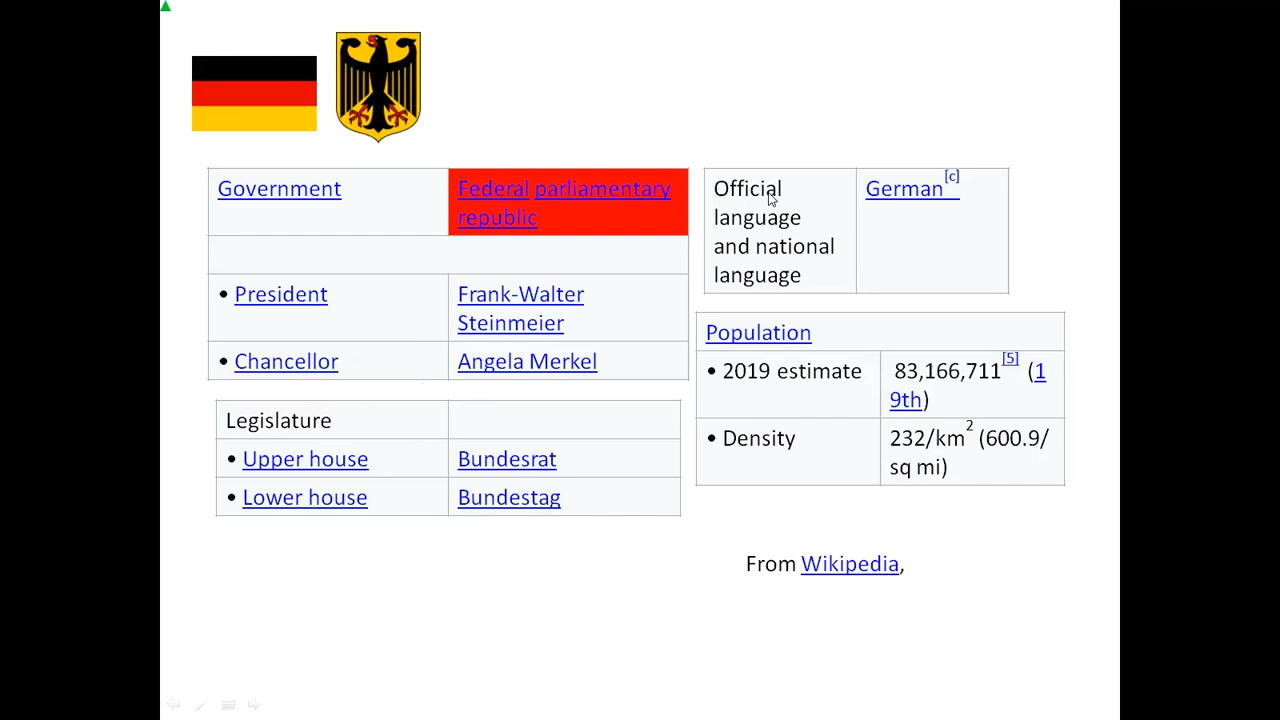 Government Federal parliamentary
republic
• President Frank-Walter
Steinmeier
• Chancellor Angela Merkel
Legislature
• Upper house Bundesrat
• Lower house Bundestag
Official
language
and national
language
German[c]
Population
• 2019 estimate 83,166,711[5] (1
9th)
• Density 232/km2 (600.9/
sq mi)
From Wikipedia,